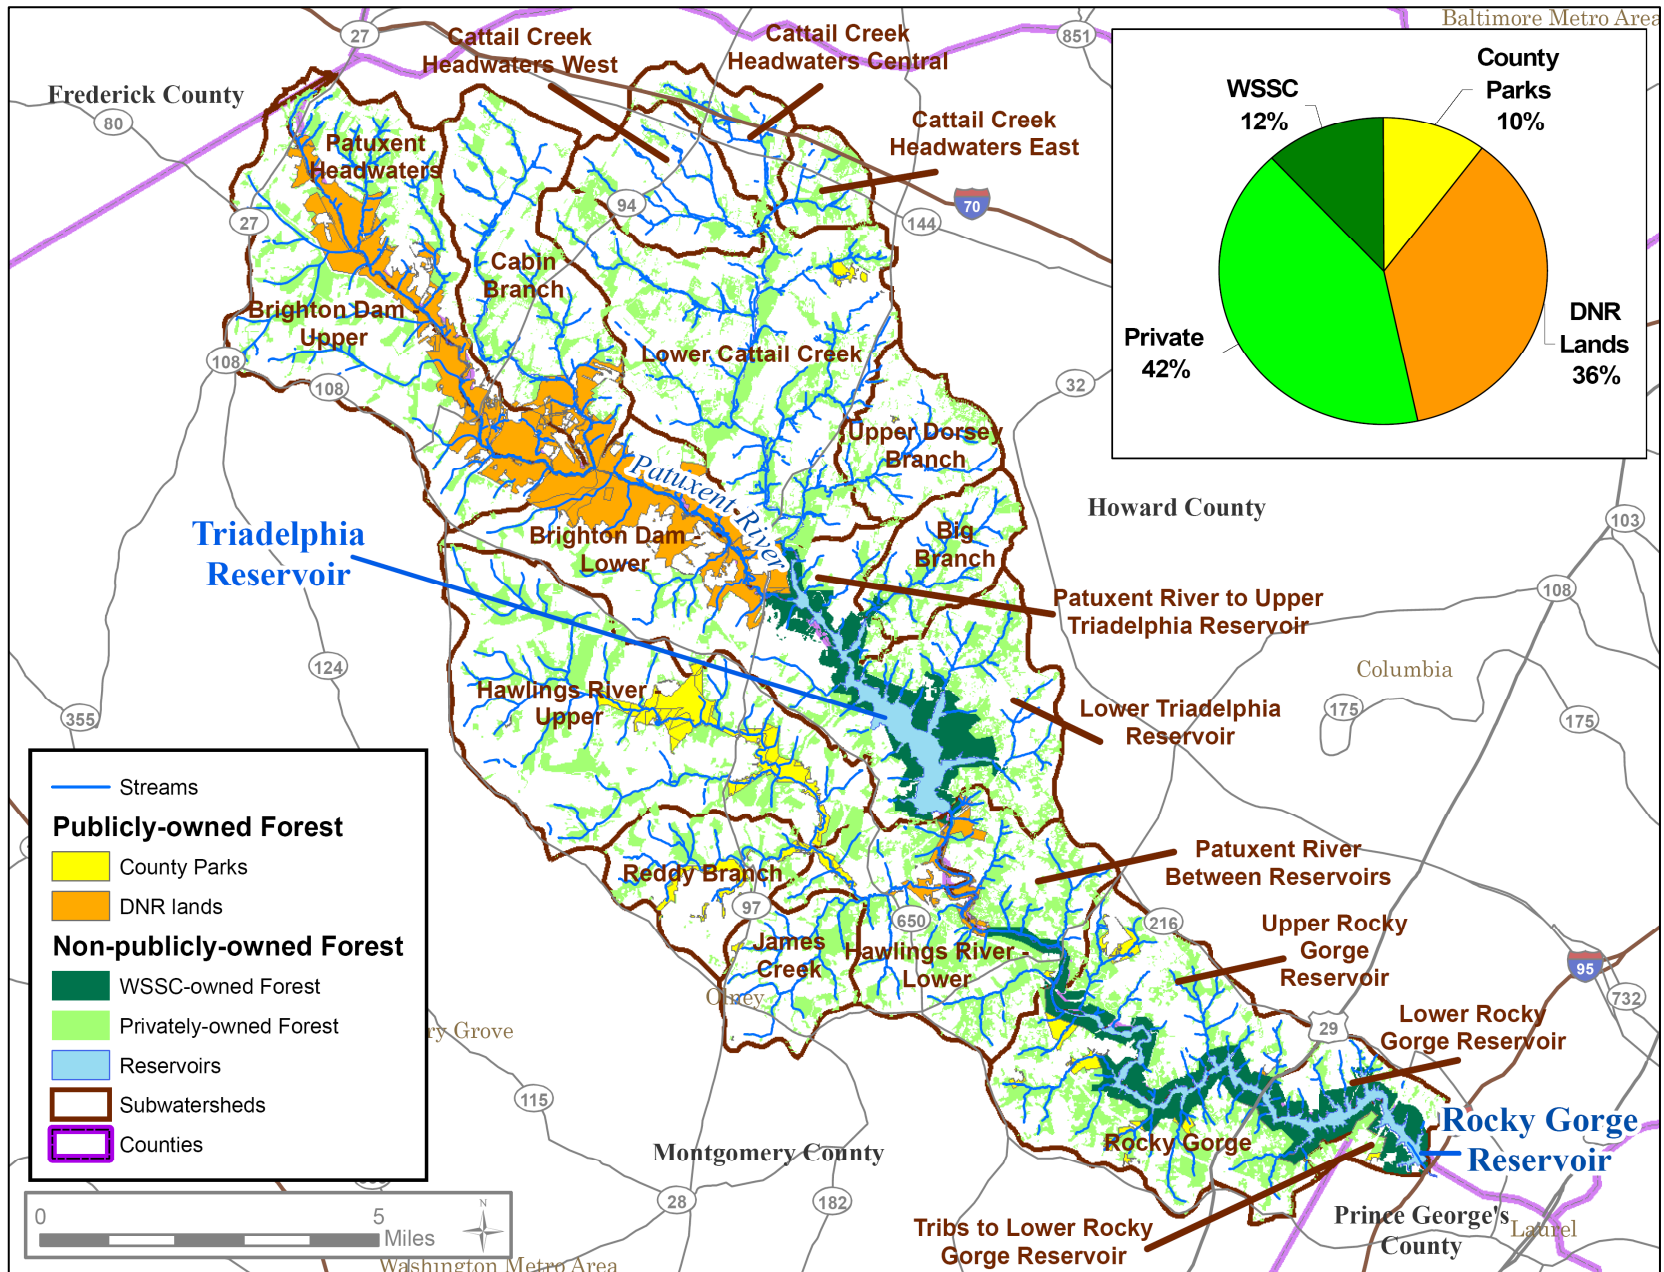 Baltimore Metro Area
27
851
Cattail Creek
Headwaters West
Cattail Creek
Headwaters Central
Cattail Creek
Headwaters East
Frederick County
80
Patuxent
Headwaters
27
94
144
70
WSSC
12%
County
Parks
10%
Private
42%
DNR
Lands
36%
Cabin
Branch
Brighton Dam -
Upper
108
108
Lower Cattail Creek
32
Upper Dorsey
Branch
Patuxent River
Howard County
103
Triadelphia
Reservoir
Brighton Dam -
Lower
Big
Branch
Patuxent River to Upper
Triadelphia Reservoir
108
124
Columbia
355
Hawlings River -
Upper
Lower Triadelphia
Reservoir
175
175
Streams
Publicly-owned Forest
County Parks
DNR lands
Non-publicly-owned Forest
WSSC-owned Forest
Privately-owned Forest
Reservoirs
Subwatersheds
Counties
Reddy Branch
97
650
Patuxent River
Between Reservoirs
216
Upper Rocky
Gorge
Reservoir
James
Creek
Hawlings River -
Lower
Olney
95
732
29
Lower Rocky
Gorge Reservoir
ry Grove
115
Rocky Gorge
Rocky Gorge
Reservoir
Montgomery County
28
182
Tribs to Lower Rocky
Gorge Reservoir
Prince George's
County
Laurel
0
5
Miles
N
Washington Metro Area